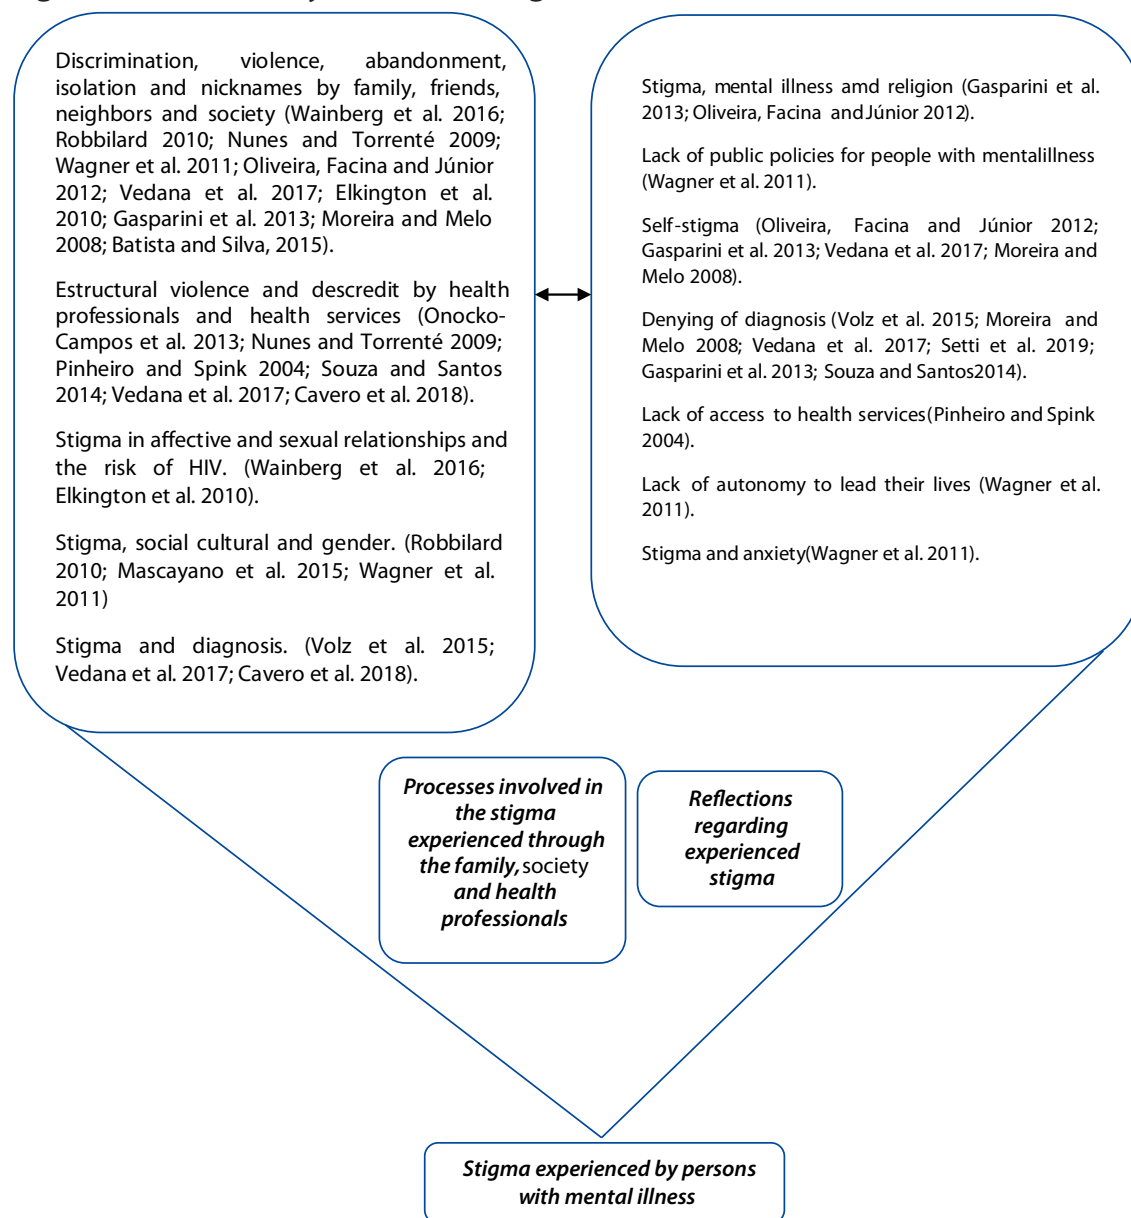 Discrimination, violence, abandonment,
isolation and nicknames by family, friends,
neighbors and society (Wainberg et al. 2016;
Robbilard 2010; Nunes and Torrenté 2009;
Wagner et al. 2011; Oliveira, Facina and Júnior
2012; Vedana et al. 2017; Elkington et al.
2010; Gasparini et al. 2013; Moreira and Melo
2008; Batista and Silva, 2015).
Estructural violence and descredit by health
professionals and health services (Onocko-
Campos et al. 2013; Nunes and Torrenté 2009;
Pinheiro and Spink 2004; Souza and Santos
2014; Vedana et al. 2017; Cavero et al. 2018).
Stigma in affective and sexual relationships and
the risk of HIV. (Wainberg et al. 2016;
Elkington et al. 2010).
Stigma, social cultural and gender. (Robbilard
2010; Mascayano et al. 2015; Wagner et al.
2011)
Stigma and diagnosis. (Volz et al. 2015;
Vedana et al. 2017; Cavero et al. 2018).
Stigma, mental illness amd religion (Gasparini et al.
2013; Oliveira, Facina andJúnior 2012).
Lack of public policies for people with mentalillness
(Wagner et al. 2011).
Self-stigma (Oliveira, Facina and Júnior 2012;
Gasparini et al. 2013; Vedana et al. 2017; Moreira and
Melo 2008).
Denying of diagnosis (Volz et al. 2015; Moreira and
Melo 2008; Vedana et al. 2017; Setti et al. 2019;
Gasparini et al. 2013; Souza and Santos2014).
Lack of access to health services(Pinheiro and Spink
2004).
Lack of autonomy to lead their lives (Wagner et al.
2011).
Stigma and anxiety(Wagner et al. 2011).
Processes involved in
the stigma
experienced through
the family, society
and health
professionals
Reflections
regarding
experienced
stigma
Stigma experienced by persons
with mental illness